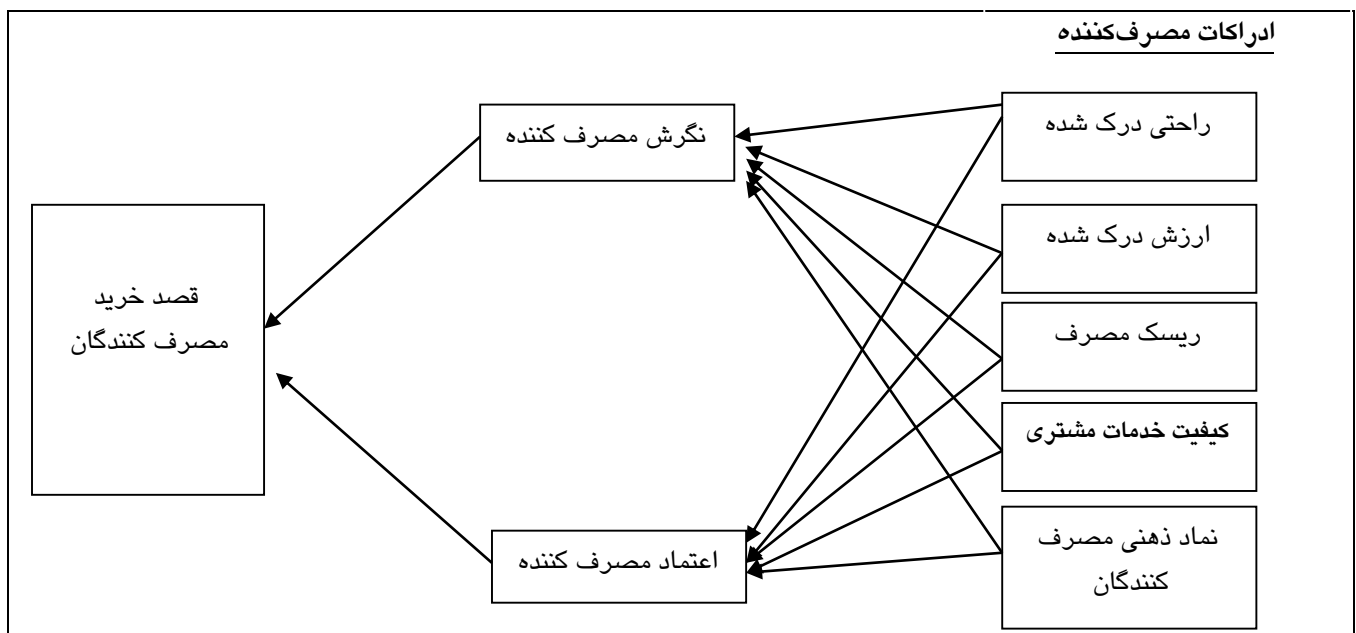 ادراکات مصرف‌کننده
راحتی درک شده
ارزش درک شده
ریسک مصرف
کیفیت خدمات مشتری
نماد ذهنی مصرف
کنندگان
نگرش مصرف کننده
اعتماد مصرف کننده
قصد خرید
مصرف کنندگان